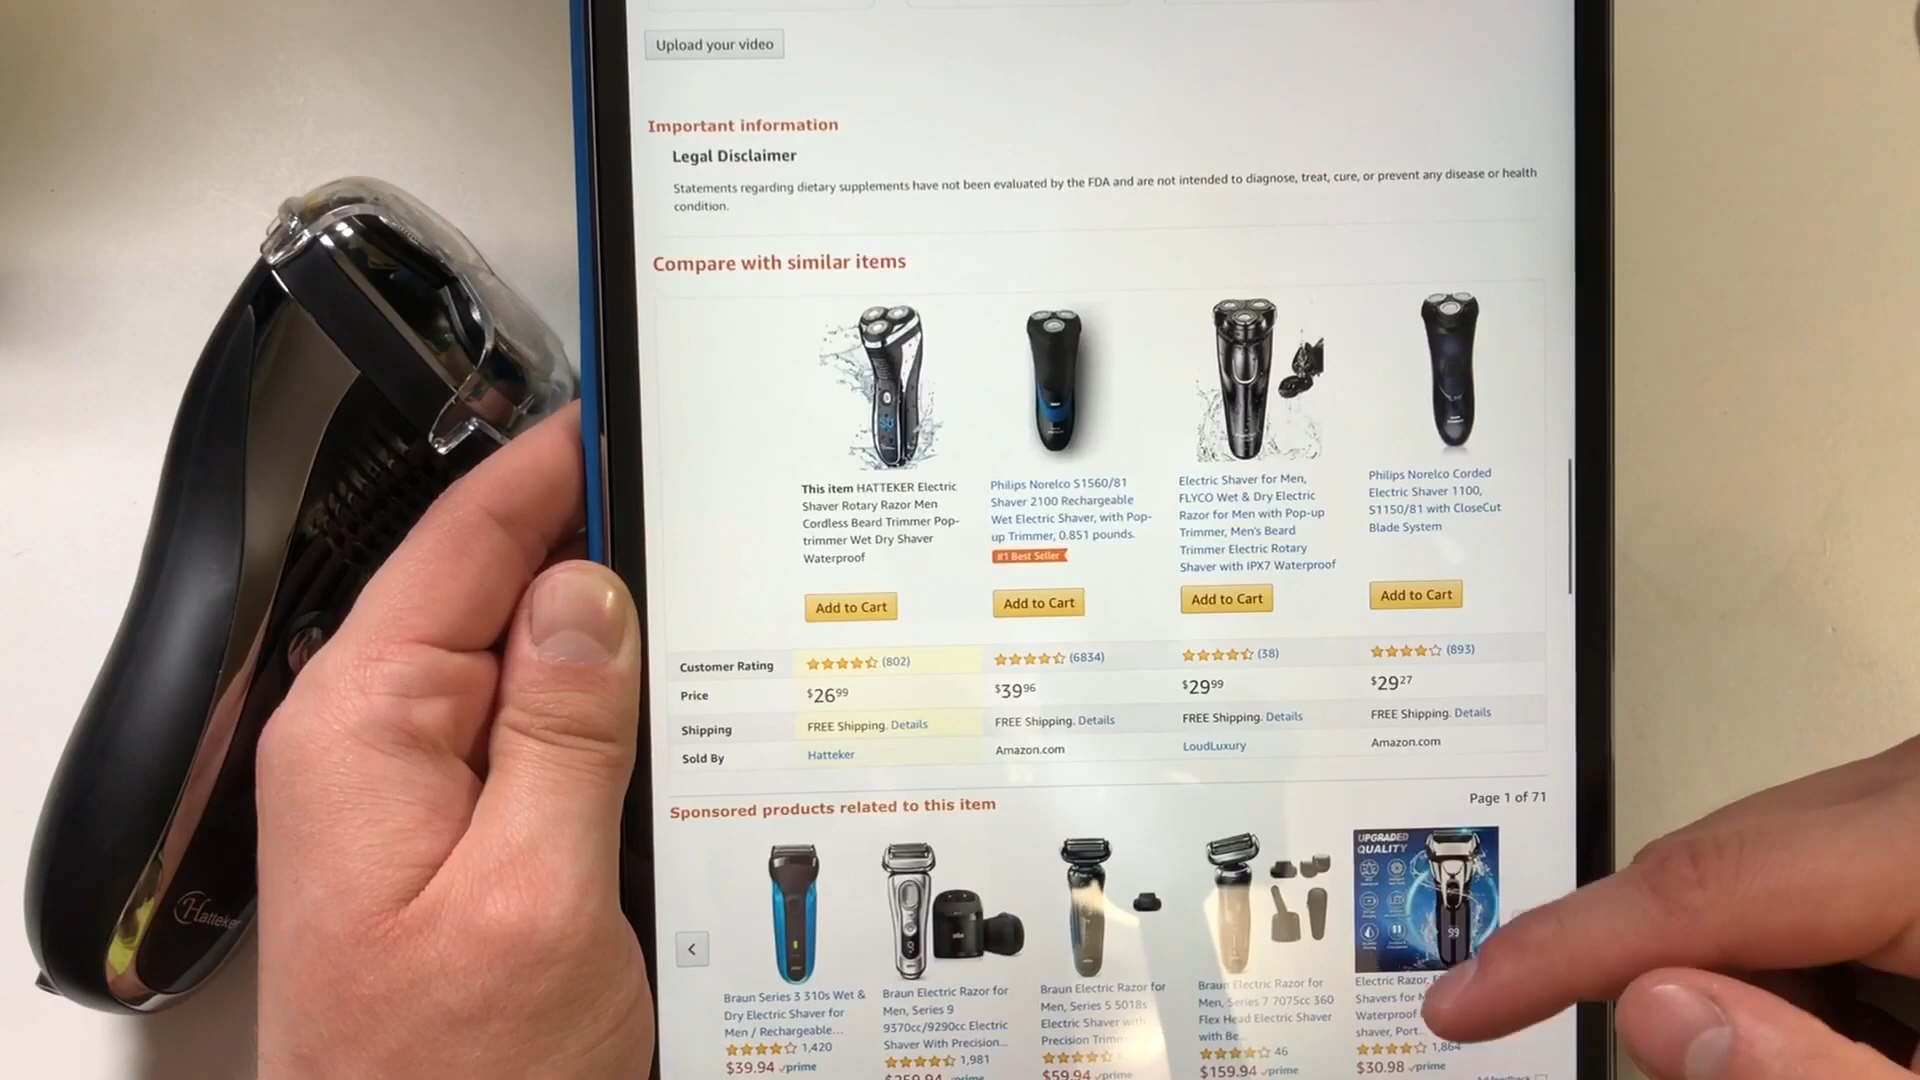 Upload your video
Important information
Legal Disclaimer
Statements regarding dietary supplements have not been evaluated by the FDA and are not intended to diagnose, treat, cure, or prevent any disease or health
condition.
Compare with similar items
This item HATTEKER Electric
Shaver Rotary Razor Men
Cordless Beard Trimmer Pop-
trimmer Wet Dry Shaver
Waterproof
Philips Norelco S1560/81
Shaver 2100 Rechargeable
Wet Electric Shaver, with Pop-
up Trimmer, 0.851 pounds.
#1 Best Seller
Electric Shaver for Men,
FLYCO Wet & Dry Electric
Razor for Men with Pop-up
Trimmer, Men's Beard
Trimmer Electric Rotary
Shaver with IPX7 Waterproof
Philips Norelco Corded
Electric Shaver 1100,
S1150/81 with CloseCut
Blade System
Add to Cart Add to Cart Add to Cart Add to Cart
Customer Rating (802) (6834) (38) (893)
Price $2699 $3996 $2999 $2927
Shipping FREE Shipping. Details FREE Shipping. Details FREE Shipping. Details FREE Shipping. Details
Sold By Hatteker Amazon.com LoudLuxury Amazon.com
Sponsored products related to this item Page 1 of 71
UPGRADED
QUALITY
99
Braun Series 3 310s Wet &
Dry Electric Shaver for
Men / Rechargeable...
1,420
$39.94 prime
Braun Electric Razor for
Men, Series 9
9370cc/9290cc Electric
Shaver With Precision...
1,981
prime
Braun Electric Razor for
Men, Series 5 5018s
Electric Shaver with
Precision Trimm
$59.94 prime
Braun Electric Razor for
Men, Series 7 7075cc 360
Flex Head Electric Shaver
with Be...
46
$159.94 prime
Electric Razor,
Shavers for
Waterproof
shaver, Port...
1,864
$30.98 prime
Hatteker